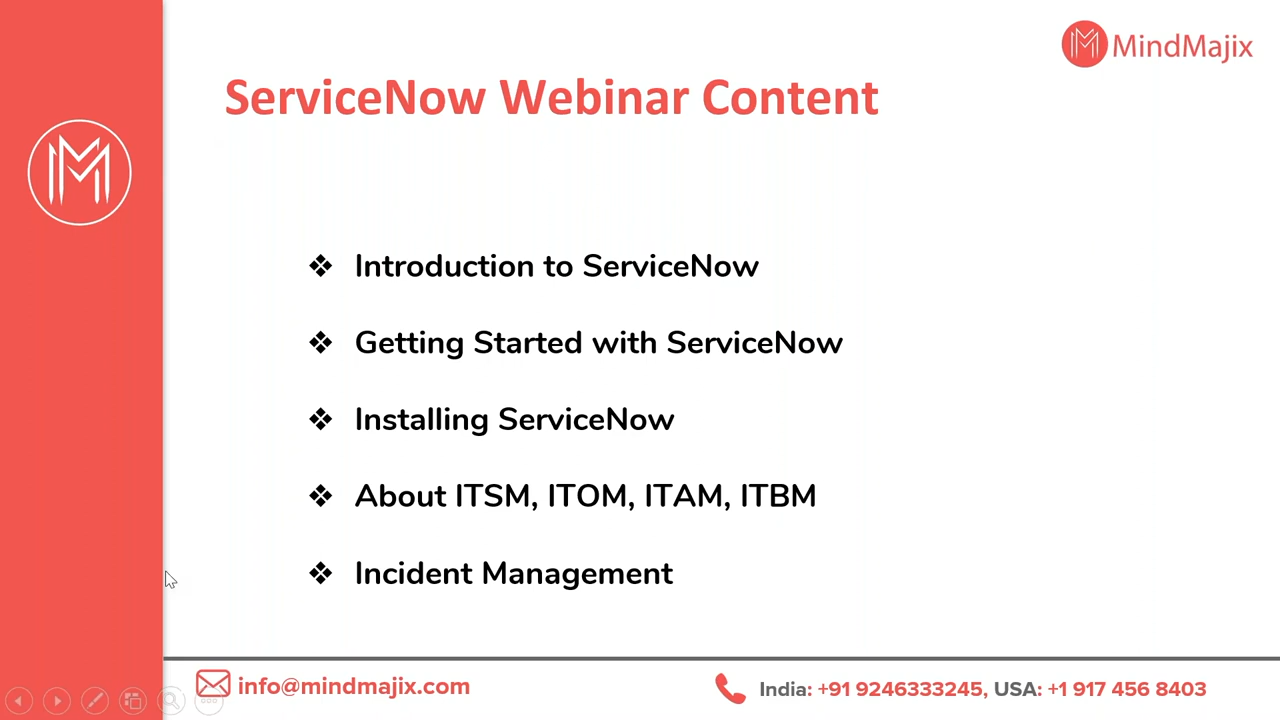 MindMajix
ServiceNow Webinar Content
❖ Introduction to ServiceNow
❖ Getting Started with ServiceNow
❖ Installing ServiceNow
❖ About ITSM, ITOM, ITAM, ITBM
❖ Incident Management
info@mindmajix.com
India: +91 9246333245, USA: +1 917 456 8403